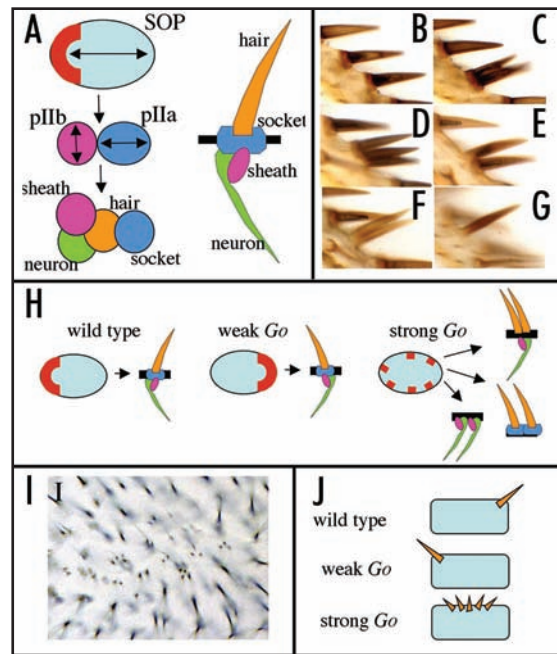 A
SOP
pIIb
pIIa
sheath
hair
neuron
socket
hair
socket
sheath
neuron
B
C
D
E
F
G
H
wild type
weak Go
strong Go
I
I
J
wild type
weak Go
strong Go